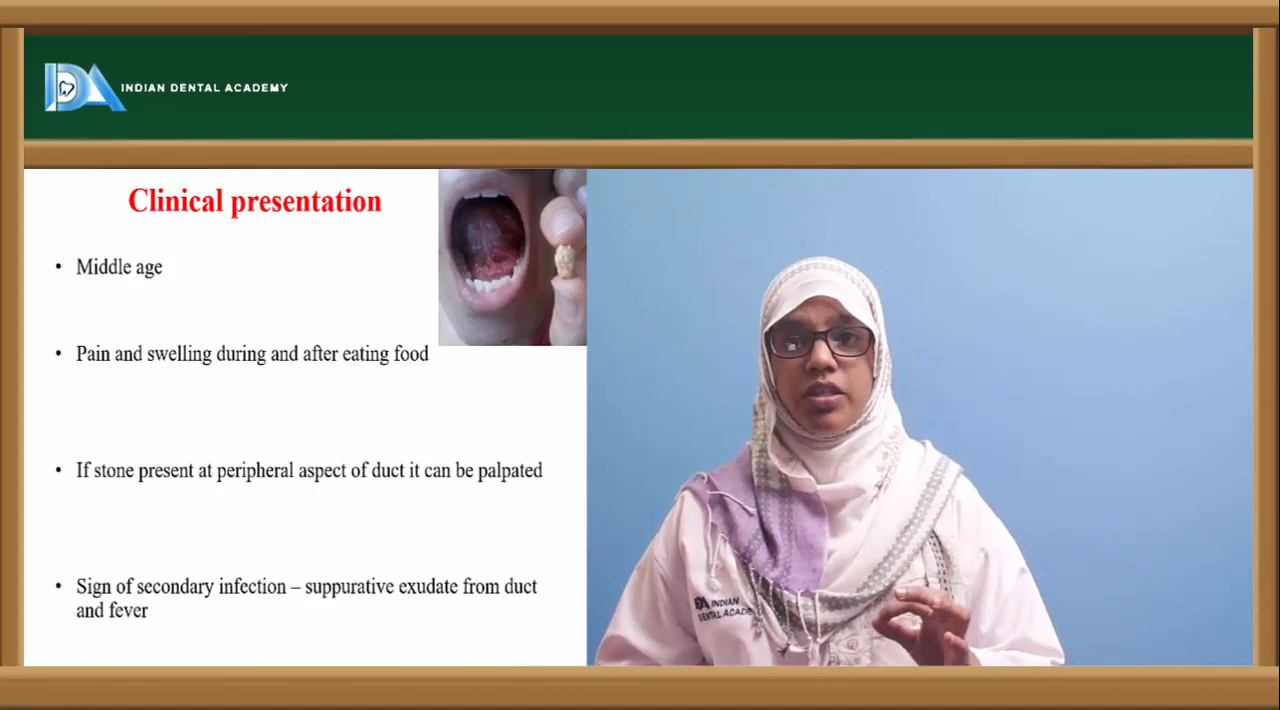 INDIAN DENTAL ACADEMY
Clinical presentation
• Middle age
• Pain and swelling during and after eating food
• If stone present at peripheral aspect of duct it can be palpated
• Sign of secondary infection – suppurative exudate from duct
and fever
INDIAN
DENTAL ACADE